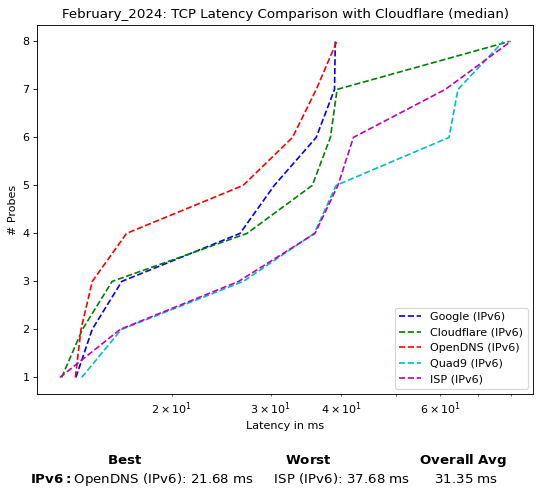 February_2024: TCP Latency Comparison with Cloudflare (median)
8
7
6
5
4
3
2
1
# Probes
Google (IPv6)
Cloudflare (IPv6)
OpenDNS (IPv6)
Quad9 (IPv6)
ISP (IPv6)
2 × 10¹ 3 × 10¹ 4 × 10¹ 6 × 10¹
Latency in ms
Best Worst Overall Avg
IPv6: OpenDNS (IPv6): 21.68 ms ISP (IPv6): 37.68 ms 31.35 ms